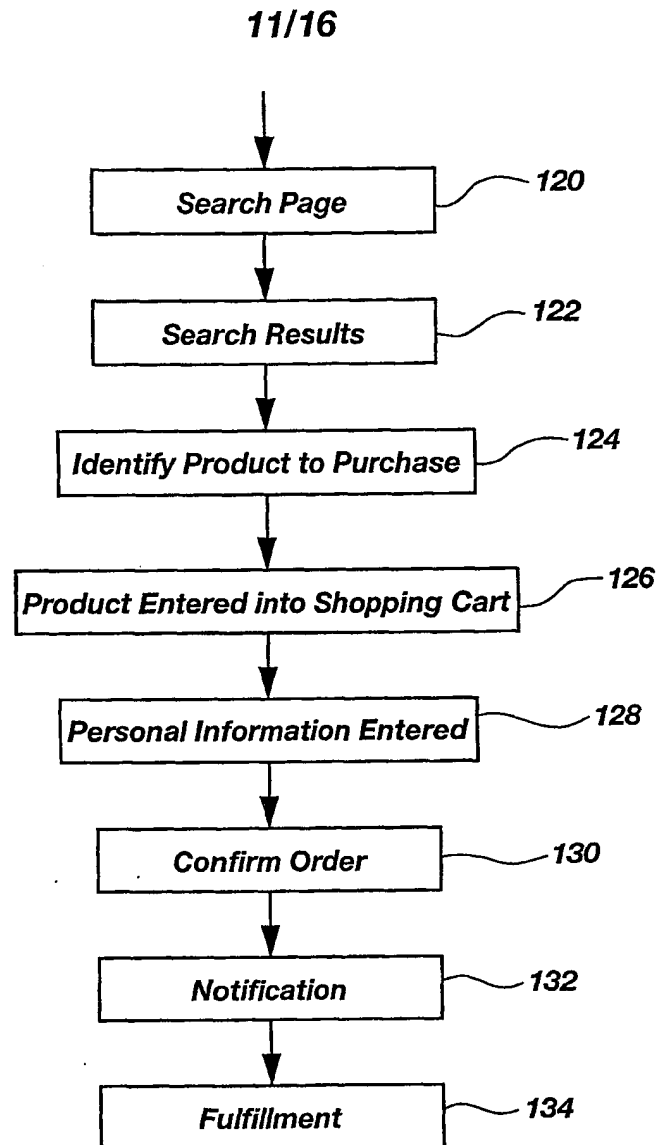 11/16
Search Page
120
Search Results
122
Identify Product to Purchase
124
Product Entered into Shopping Cart
126
Personal Information Entered
128
Confirm Order
130
Notification
132
Fulfillment
134